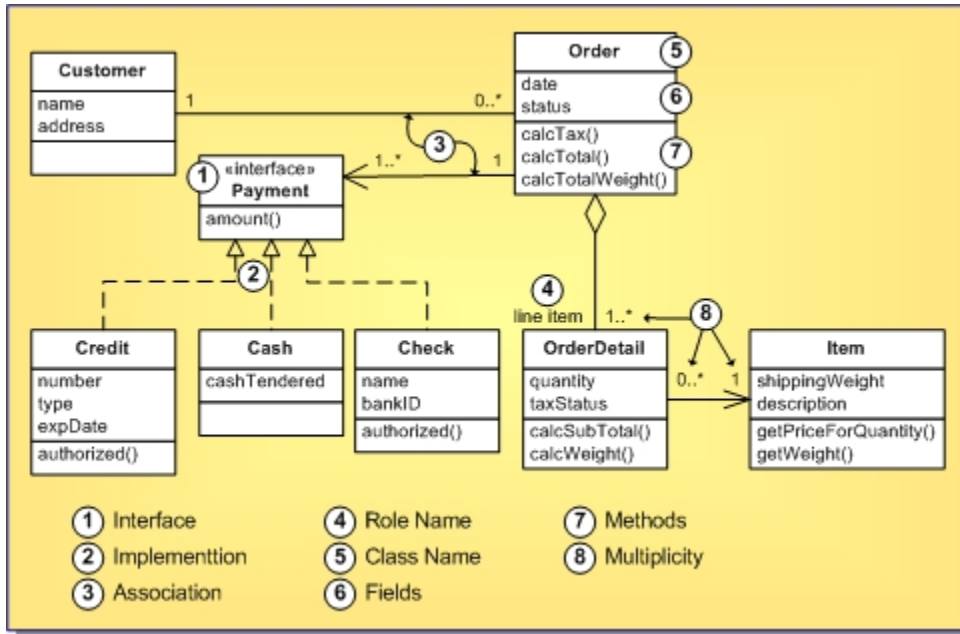 Customer
name
address
1
0..*
Order
5
date
status
6
calcTax()
calcTotal()
calcTotalWeight()
7
3
1..*
1
1
«interface»
Payment
amount()
2
4
line item
1..*
8
Credit
number
type
expDate
authorized()
Cash
cashTendered
Check
name
bankID
authorized()
OrderDetail
quantity
taxStatus
calcSubTotal()
calcWeight()
0..*
1
Item
shippingWeight
description
getPriceForQuantity()
getWeight()
1 Interface
2 Implementtion
3 Association
4 Role Name
5 Class Name
6 Fields
7 Methods
8 Multiplicity